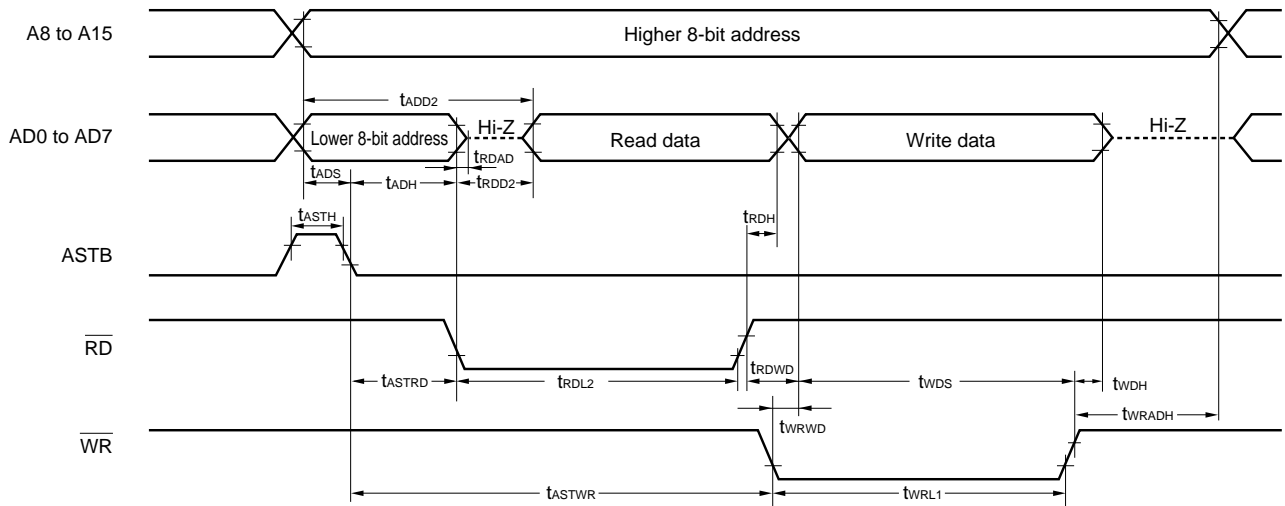 A8 to A15
Higher 8-bit address
tADD2
AD0 to AD7
Lower 8-bit address
Hi-Z
Read data
Write data
Hi-Z
tRDAD
tADS
tADH
tRDD2
tASTH
tRDH
ASTB
RD
tASTRD
tRDL2
tRDWD
tWDS
tWDH
tWRWD
tWRADH
WR
tASTWR
tWRL1